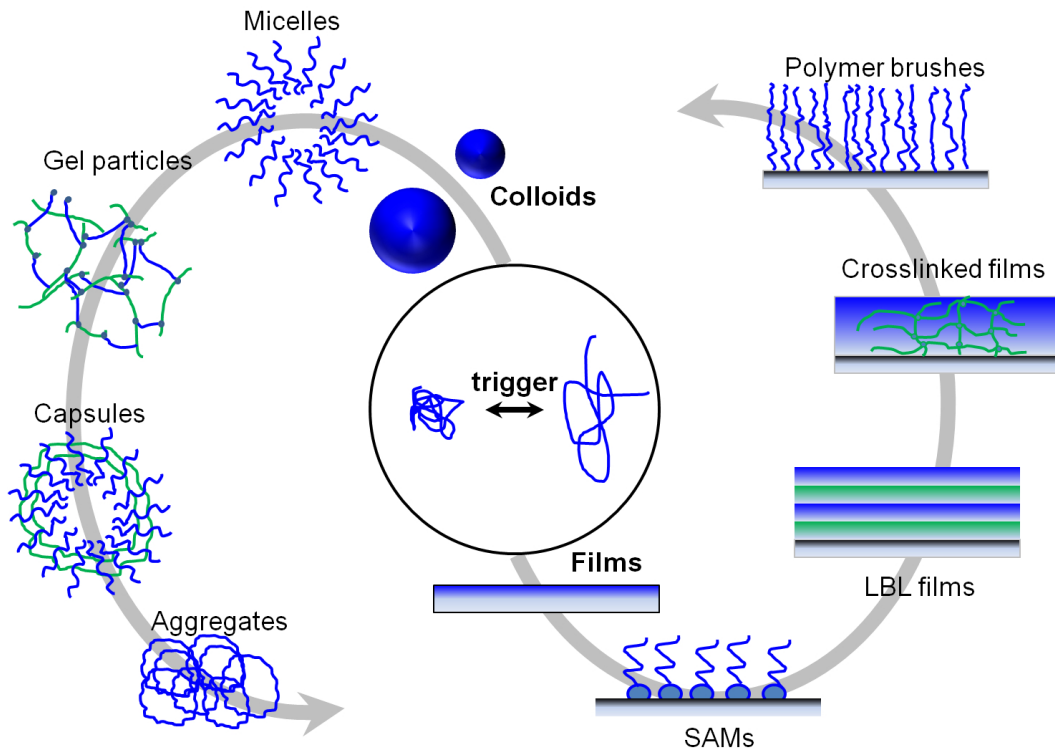 Micelles
Polymer brushes
Gel particles
Colloids
Crosslinked films
trigger
Capsules
Films
LBL films
Aggregates
SAMs